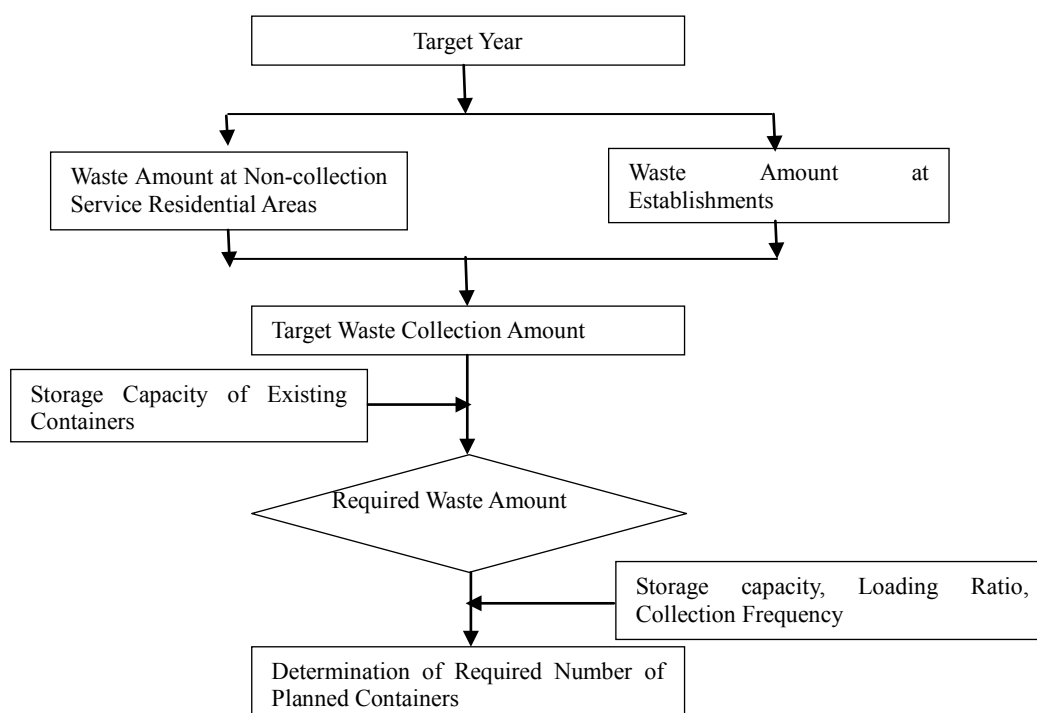 Target Year
Waste Amount at Non-collection
Service Residential Areas
Waste Amount at
Establishments
Target Waste Collection Amount
Storage Capacity of Existing
Containers
Required Waste Amount
Storage capacity, Loading Ratio,
Collection Frequency
Determination of Required Number of
Planned Containers